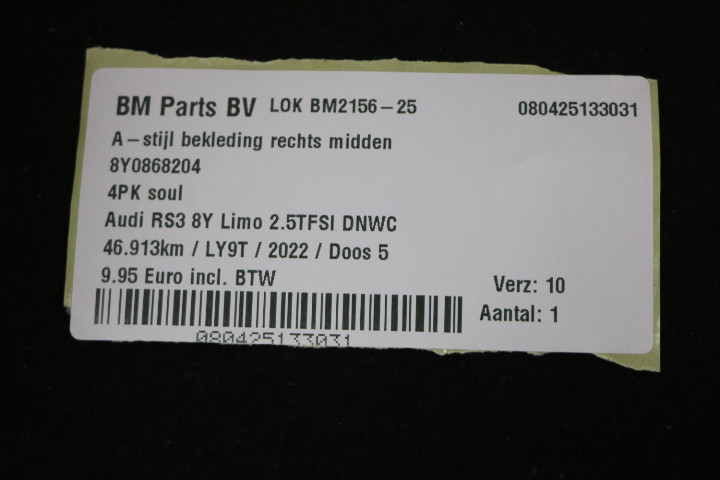 BM Parts BV LOK BM2156-25 080425133031
A-stijl bekleding rechts midden
8Y0868204
4PK soul
Audi RS3 8Y Limo 2.5TFSI DNWC
46.913km / LY9T / 2022 / Doos 5
9.95 Euro incl. BTW
Verz: 10
Aantal: 1
080425133031